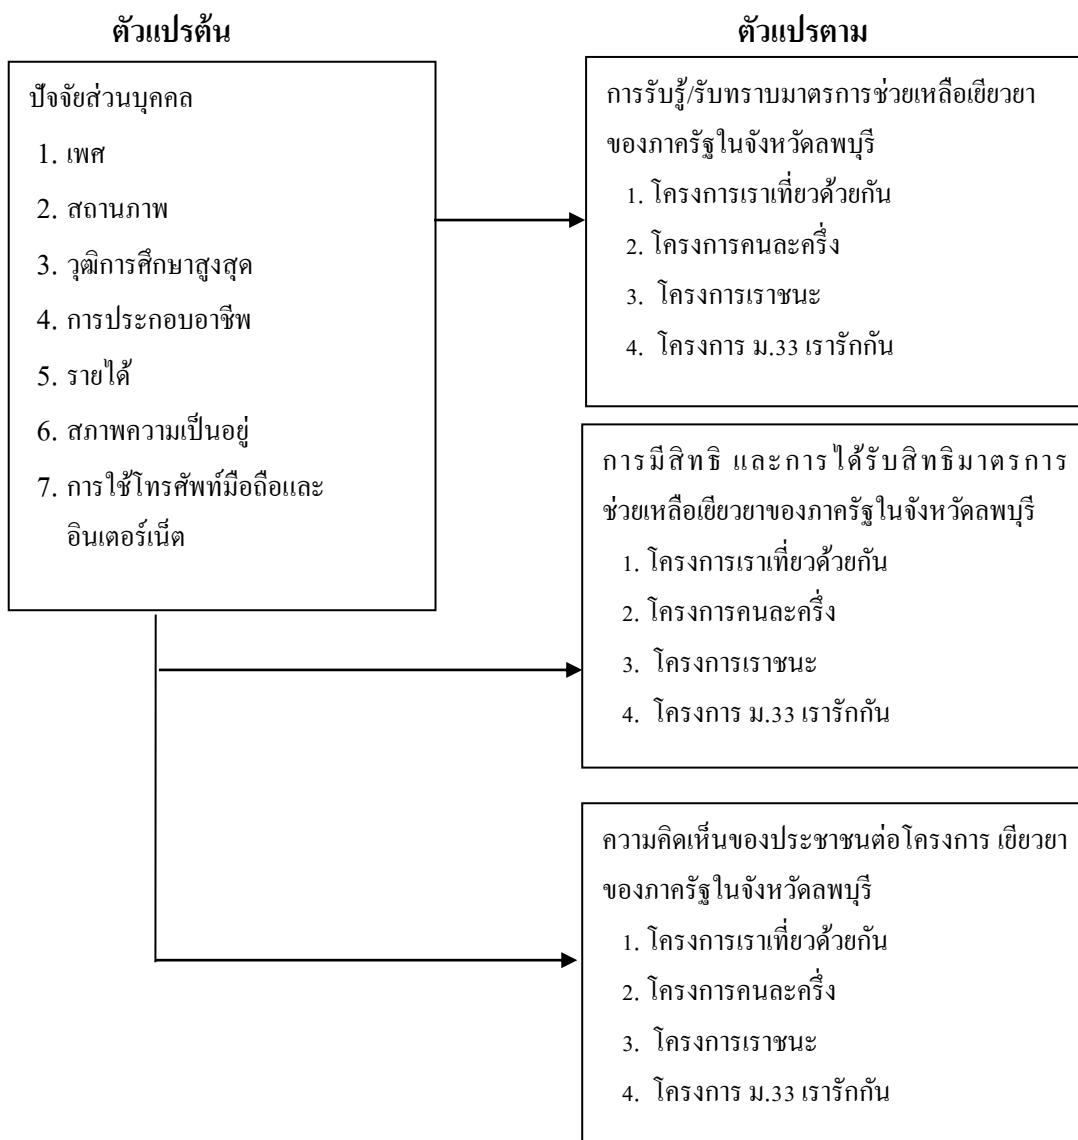 ตัวแปรต้น
ปัจจัยส่วนบุคคล
1. เพศ
2. สถานภาพ
3. วุฒิการศึกษาสูงสุด
4. การประกอบอาชีพ
5. รายได้
6. สภาพความเป็นอยู่
7. การใช้โทรศัพท์มือถือและ
อินเตอร์เน็ต
ตัวแปรตาม
การรับรู้/รับทราบมาตรการช่วยเหลือเยียวยา
ของภาครัฐในจังหวัดลพบุรี
1. โครงการเราเที่ยวด้วยกัน
2. โครงการคนละครึ่ง
3. โครงการเราชนะ
4. โครงการ ม.33 เรารักกัน
การมีสิทธิ และการได้รับสิทธิมาตรการ
ช่วยเหลือเยียวยาของภาครัฐในจังหวัดลพบุรี
1. โครงการเราเที่ยวด้วยกัน
2. โครงการคนละครึ่ง
3. โครงการเราชนะ
4. โครงการ ม.33 เรารักกัน
ความคิดเห็นของประชาชนต่อโครงการ เยียวยา
ของภาครัฐในจังหวัดลพบุรี
1. โครงการเราเที่ยวด้วยกัน
2. โครงการคนละครึ่ง
3. โครงการเราชนะ
4. โครงการ ม.33 เรารักกัน